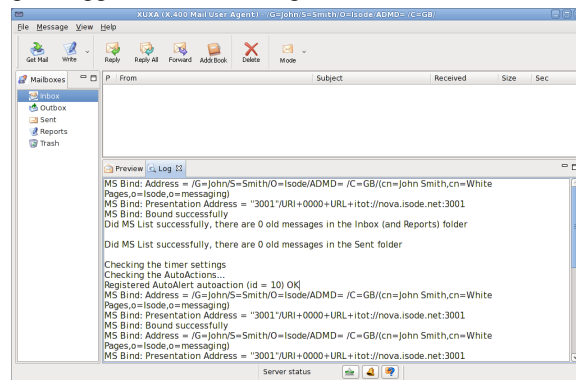 XUXA (X.400 Mail User Agent) - /G=John/S=Smith/O=Isode/ADMD= /C=GB/
File Message View Help
Get Mail Write Reply Reply All Forward Addr Book Delete Mode
Mailboxes
Inbox
Outbox
Sent
Reports
Trash
P From Subject Received Size Sec
Preview Log
MS Bind: Address = /G=John/S=Smith/O=Isode/ADMD= /C=GB/(cn=John Smith,cn=White
Pages,o=Isode,o=messaging)
MS Bind: Presentation Address = "3001"/URI+0000+URL+itot://nova.isode.net:3001
MS Bind: Bound successfully
Did MS List successfully, there are 0 old messages in the Inbox (and Reports) folder
Did MS List successfully, there are 0 old messages in the Sent folder
Checking the timer settings
Checking the AutoActions...
Registered AutoAlert autoaction (id = 10) OK
MS Bind: Address = /G=John/S=Smith/O=Isode/ADMD= /C=GB/(cn=John Smith,cn=White
Pages,o=Isode,o=messaging)
MS Bind: Presentation Address = "3001"/URI+0000+URL+itot://nova.isode.net:3001
MS Bind: Bound successfully
MS Bind: Address = /G=John/S=Smith/O=Isode/ADMD= /C=GB/(cn=John Smith,cn=White
Pages,o=Isode,o=messaging)
MS Bind: Presentation Address = "3001"/URI+0000+URL+itot://nova.isode.net:3001
Server status